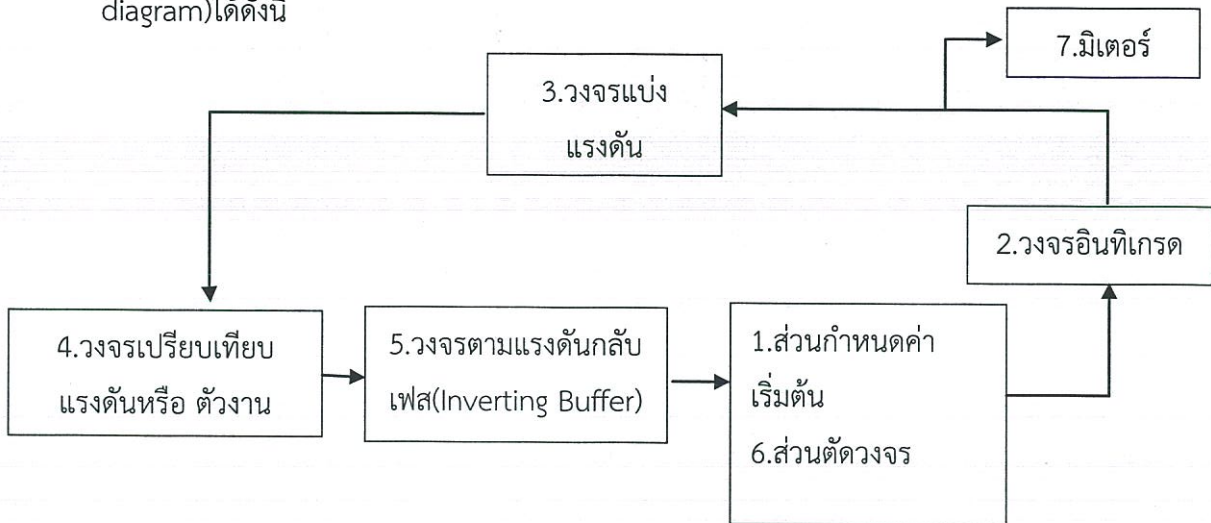 diagram)ได้ดังนี้
7.มิเตอร์
3.วงจรแบ่ง
แรงดัน
2.วงจรอินทิเกรด
4.วงจรเปรียบเทียบ
แรงดันหรือ ตัวงาน
5.วงจรตามแรงดันกลับ
เฟส(Inverting Buffer)
1.ส่วนกำหนดค่า
เริ่มต้น
6.ส่วนตัดวงจร